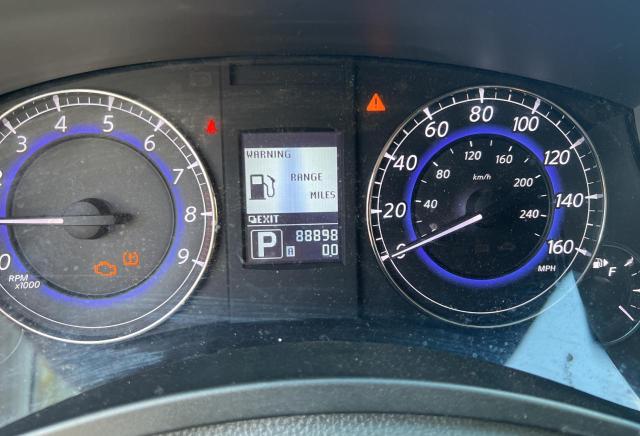 WARNING
RANGE
MILES
EXIT
P
A 88898
0.0
0 2 3 4 5 6 7 8 9
RPM
x1000
0 20 40 60 80 100 120 140 160
MPH
40 80 120 160 200 240
km/h
F